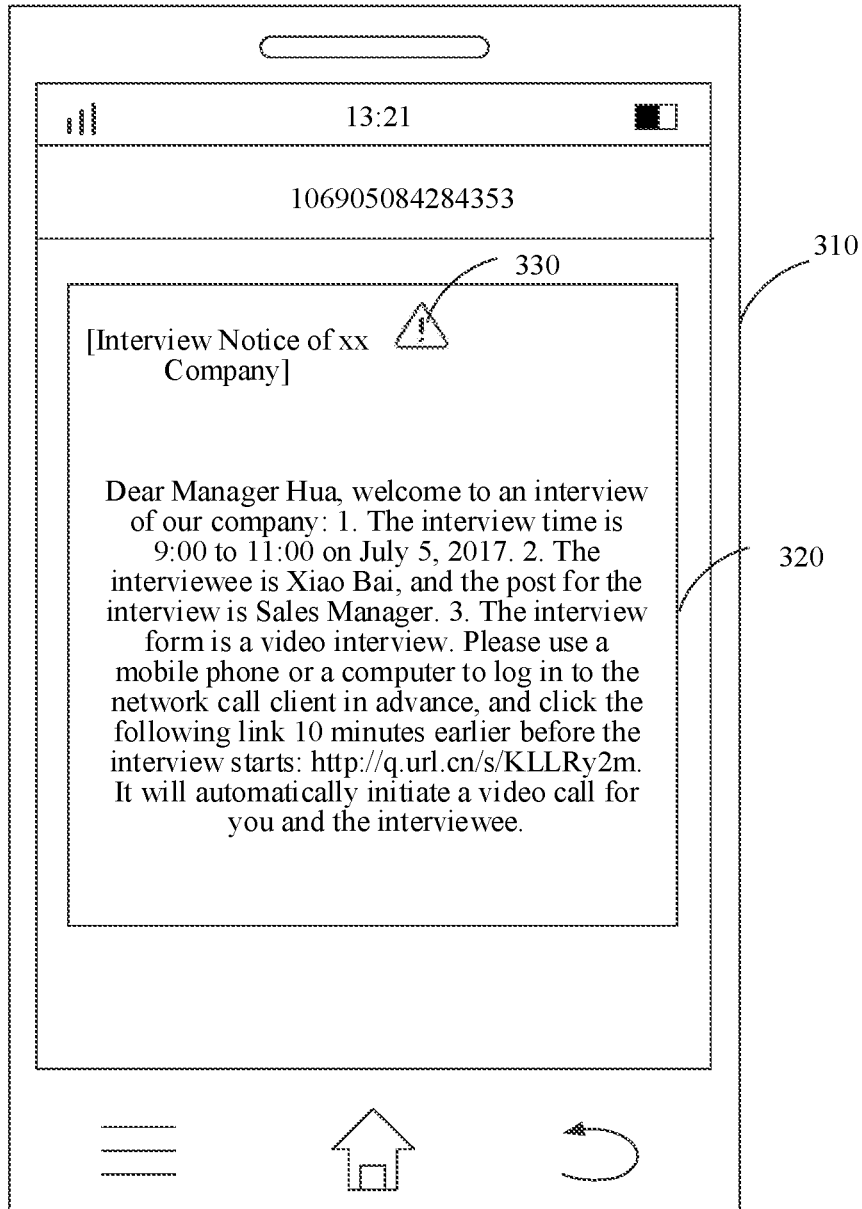 13:21
106905084284353
310
330
[Interview Notice of xx
Company]
Dear Manager Hua, welcome to an interview
of our company: 1. The interview time is
9:00 to 11:00 on July 5, 2017. 2. The
interviewee is Xiao Bai, and the post for the
interview is Sales Manager. 3. The interview
form is a video interview. Please use a
mobile phone or a computer to log in to the
network call client in advance, and click the
following link 10 minutes earlier before the
interview starts: http://q.url.cn/s/KLLRy2m.
It will automatically initiate a video call for
you and the interviewee.
320